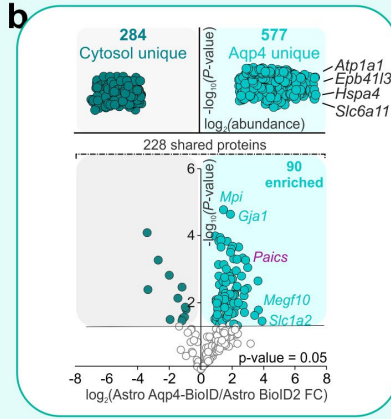 b
284
Cytosol unique
577
Aqp4 unique
-log₁₀(P-value)
Atp1a1
Epb41l3
Hspa4
Slc6a11
log₂(abundance)
228 shared proteins
90
enriched
-log₁₀(P-value)
6
Mpi
Gja1
4
Paics
2
Megf10
Slc1a2
p-value = 0.05
-8 -6 -4 -2 0 2 4 6 8
log₂(Astro Aqp4-BioID/Astro BioID2 FC)